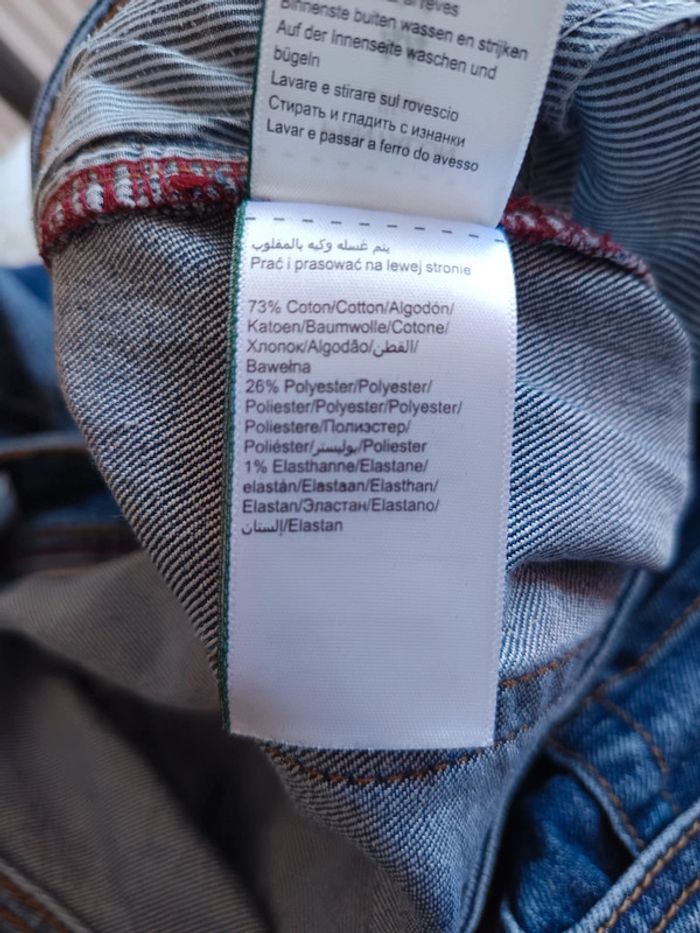 Binnenste buiten wassen en strijken
Auf der Innenseite waschen und
bügeln
Lavare e stirare sul rovescio
Стирать и гладить с изнанки
Lavar e passar a ferro do avesso
يتم غسله وكيه بالمقلوب
Prać i prasować na lewej stronie
73% Coton/Cotton/Algodón/
Katoen/Baumwolle/Cotone/
Хлопок/Algodão/القطن/
Bawełna
26% Polyester/Polyester/
Poliester/Polyester/Polyester/
Poliestere/Полиэстер/
Poliéster/بوليستر/Poliester
1% Elasthanne/Elastane/
elastán/Elastaan/Elasthan/
Elastan/Эластан/Elastano/
إلستان/Elastan